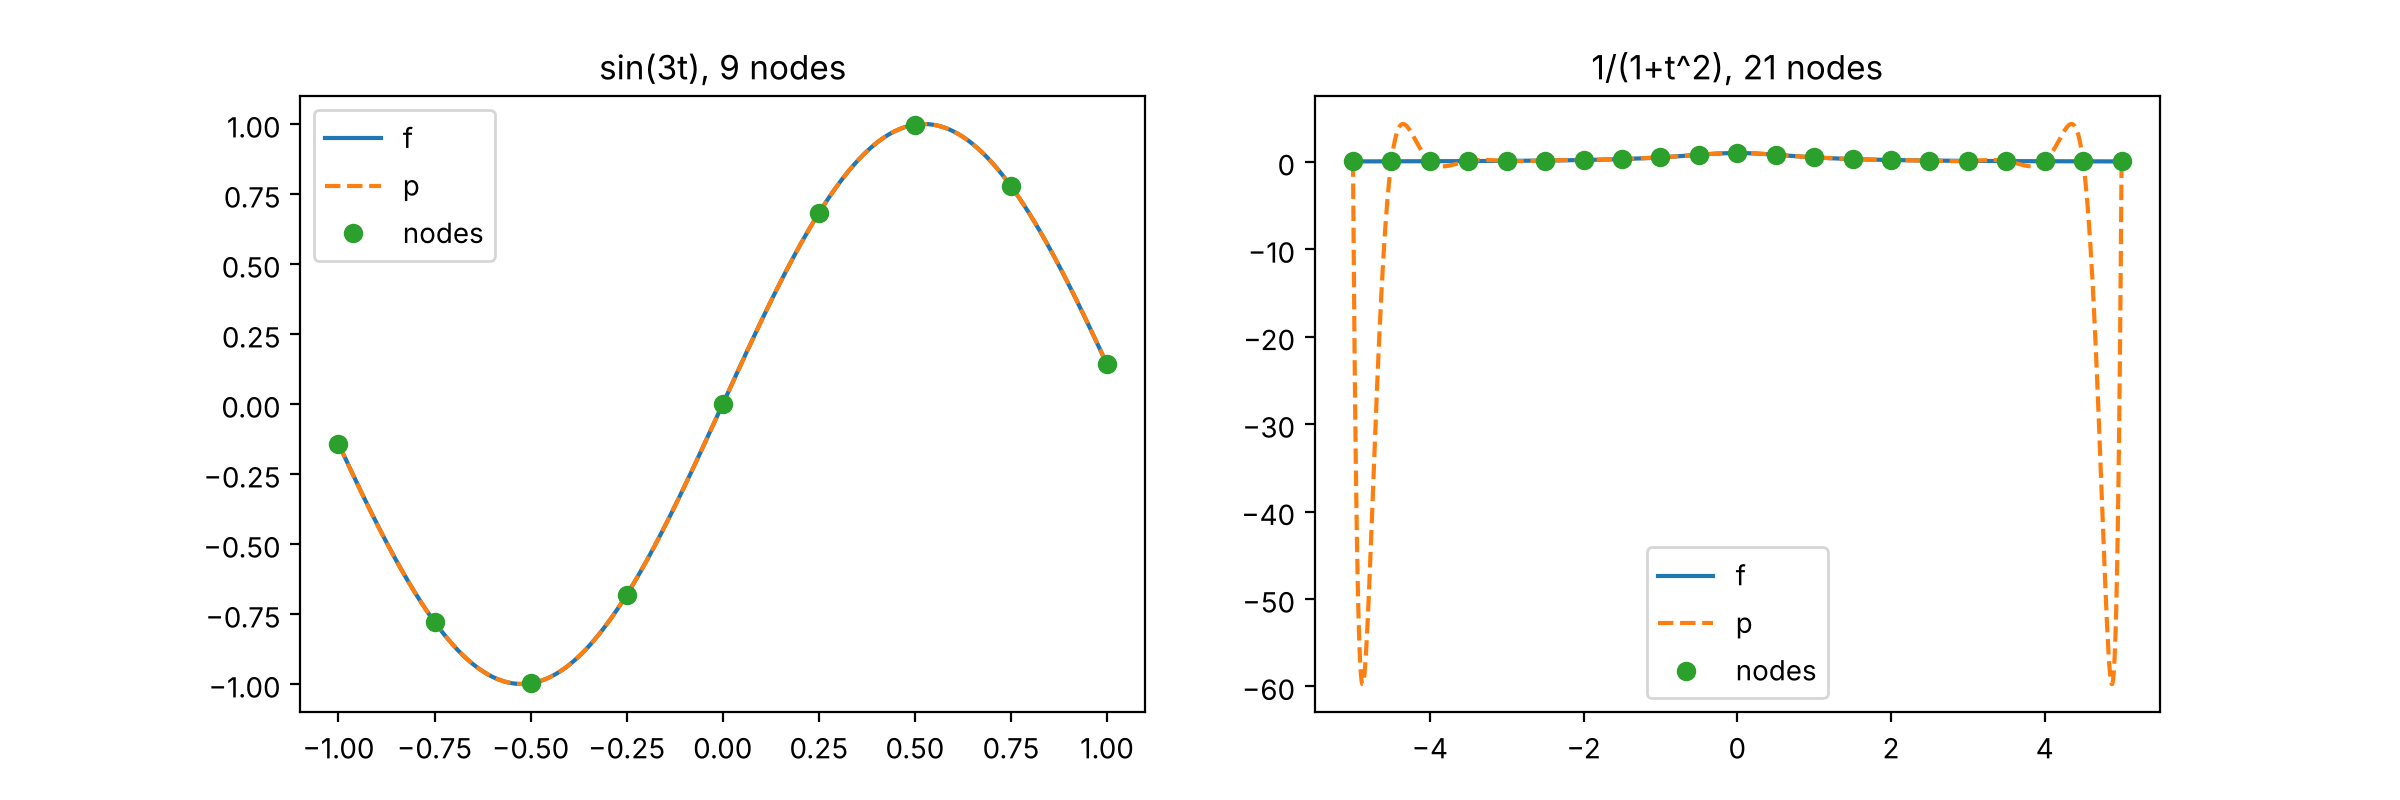 sin(3t), 9 nodes
1.00
0.75
0.50
0.25
0.00
−0.25
−0.50
−0.75
−1.00
f
p
nodes
−1.00 −0.75 −0.50 −0.25 0.00 0.25 0.50 0.75 1.00
1/(1+t^2), 21 nodes
0
−10
−20
−30
−40
−50
−60
f
p
nodes
−4 −2 0 2 4